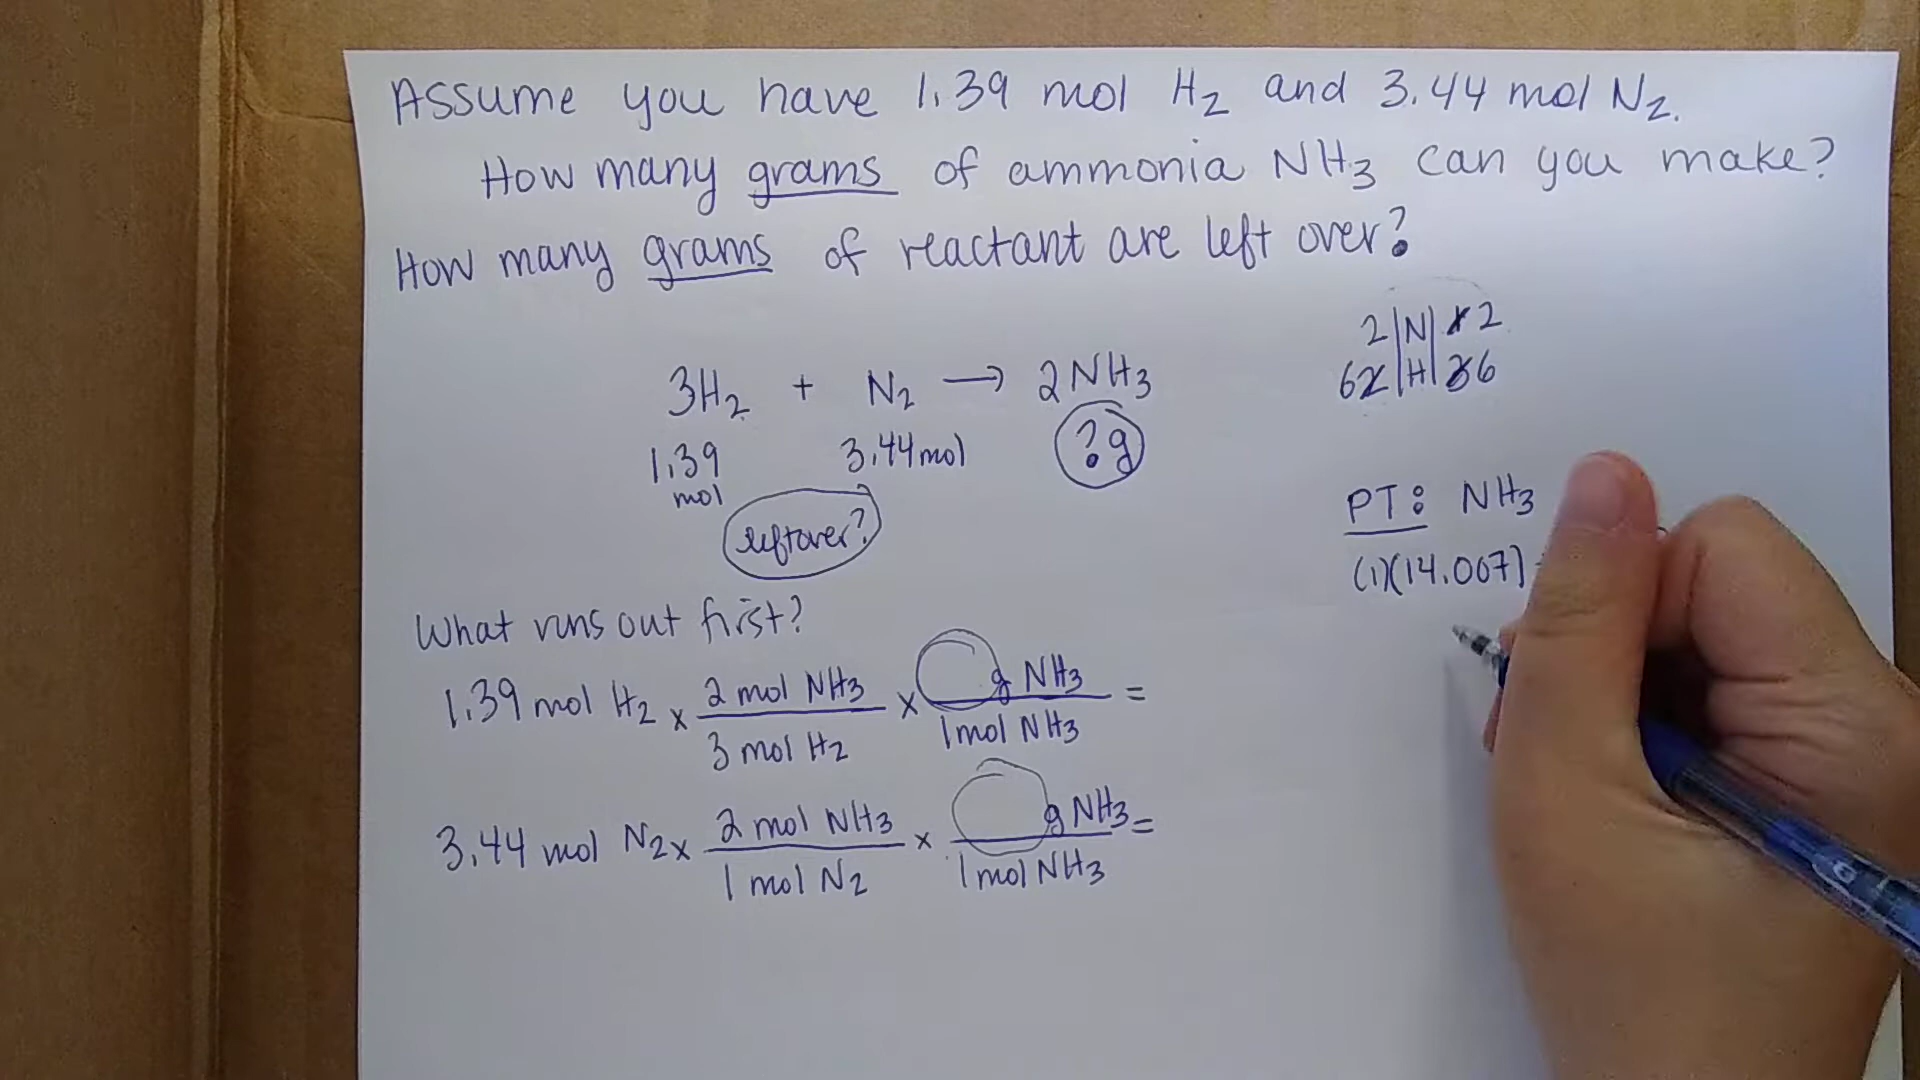 Assume you have 1.39 mol H2 and 3.44 mol N2.
How many grams of ammonia NH3 can you make?
How many grams of reactant are left over?
2 | N | 1 2
6 2 | H | 3 6
3H2 + N2 → 2NH3
1.39 mol 3.44 mol ?g
leftover?
PT: NH3
(1)(14.007)
What runs out first?
1.39 mol H2 x 2 mol NH3 / 3 mol H2 x g NH3 / 1 mol NH3 =
3.44 mol N2 x 2 mol NH3 / 1 mol N2 x g NH3 / 1 mol NH3 =